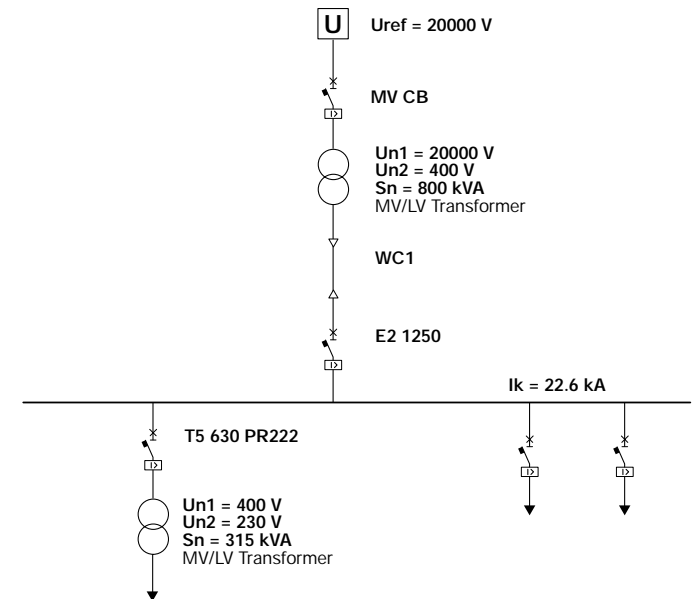 U
Uref = 20000 V
MV CB
I>
Un1 = 20000 V
Un2 = 400 V
Sn = 800 kVA
MV/LV Transformer
WC1
E2 1250
I>
Ik = 22.6 kA
T5 630 PR222
I>
I>
I>
Un1 = 400 V
Un2 = 230 V
Sn = 315 kVA
MV/LV Transformer